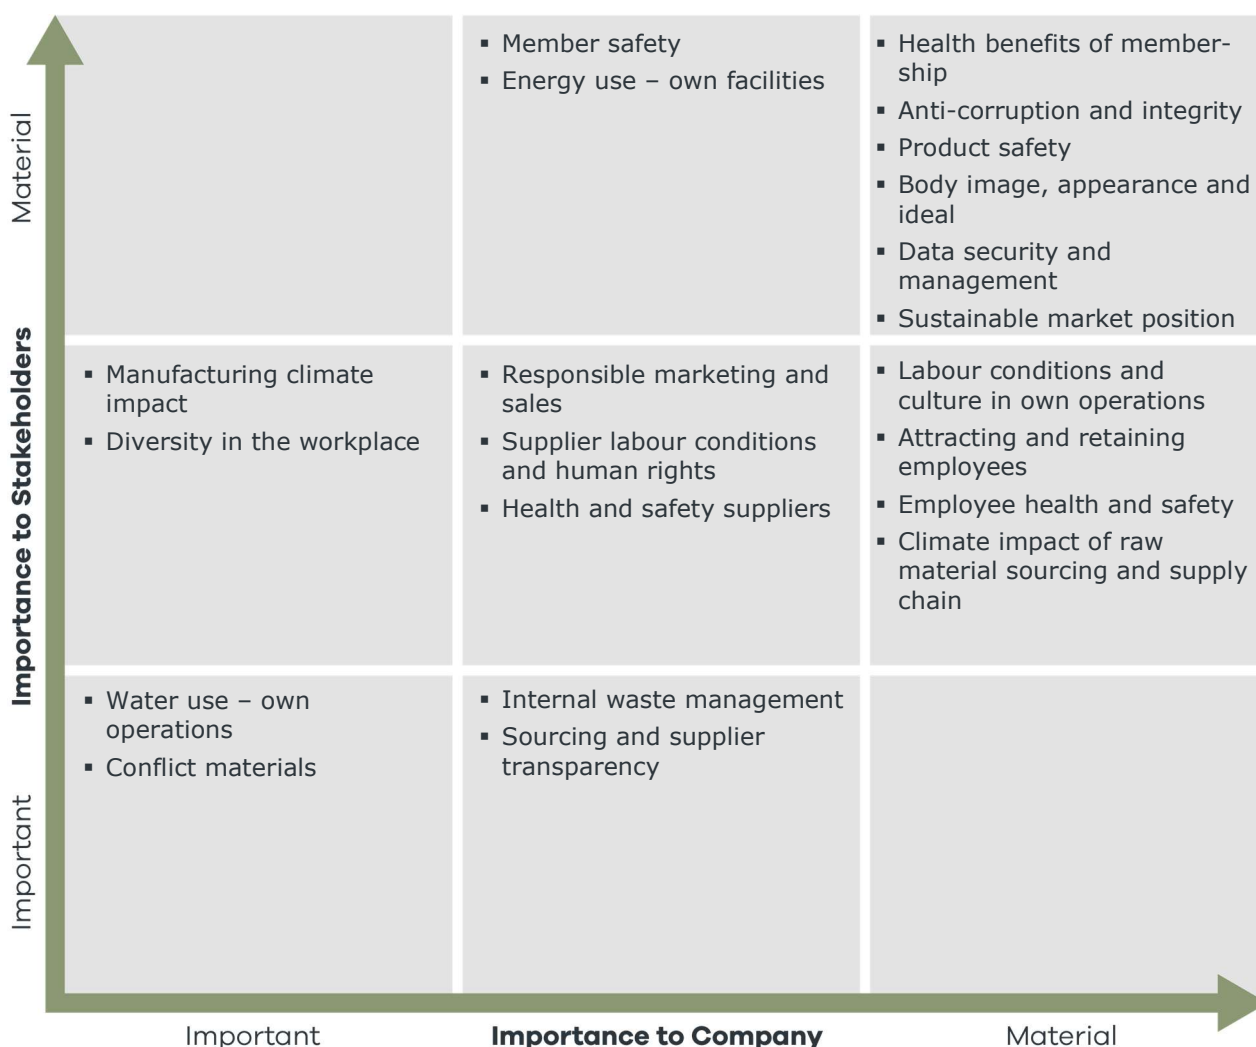 ▪ Member safety
▪ Energy use – own facilities
▪ Health benefits of member-
ship
▪ Anti-corruption and integrity
▪ Product safety
▪ Body image, appearance and
ideal
▪ Data security and
management
▪ Sustainable market position
Material
▪ Manufacturing climate
impact
▪ Diversity in the workplace
▪ Responsible marketing and
sales
▪ Supplier labour conditions
and human rights
▪ Health and safety suppliers
▪ Labour conditions and
culture in own operations
▪ Attracting and retaining
employees
▪ Employee health and safety
▪ Climate impact of raw
material sourcing and supply
chain
Importance to Stakeholders
▪ Water use – own
operations
▪ Conflict materials
▪ Internal waste management
▪ Sourcing and supplier
transparency
Important
Important
Importance to Company
Material